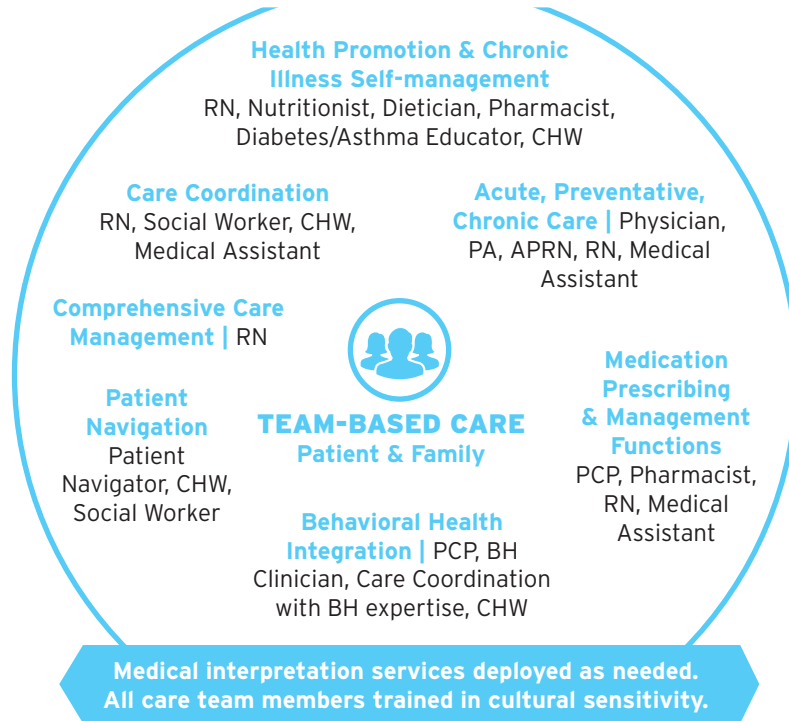 Health Promotion & Chronic
Illness Self-management
RN, Nutritionist, Dietician, Pharmacist,
Diabetes/Asthma Educator, CHW
Care Coordination
RN, Social Worker, CHW,
Medical Assistant
Acute, Preventative,
Chronic Care | Physician,
PA, APRN, RN, Medical
Assistant
Comprehensive Care
Management | RN
Patient
Navigation
Patient
Navigator, CHW,
Social Worker
TEAM-BASED CARE
Patient & Family
Medication
Prescribing
& Management
Functions
PCP, Pharmacist,
RN, Medical
Assistant
Behavioral Health
Integration | PCP, BH
Clinician, Care Coordination
with BH expertise, CHW
Medical interpretation services deployed as needed.
All care team members trained in cultural sensitivity.